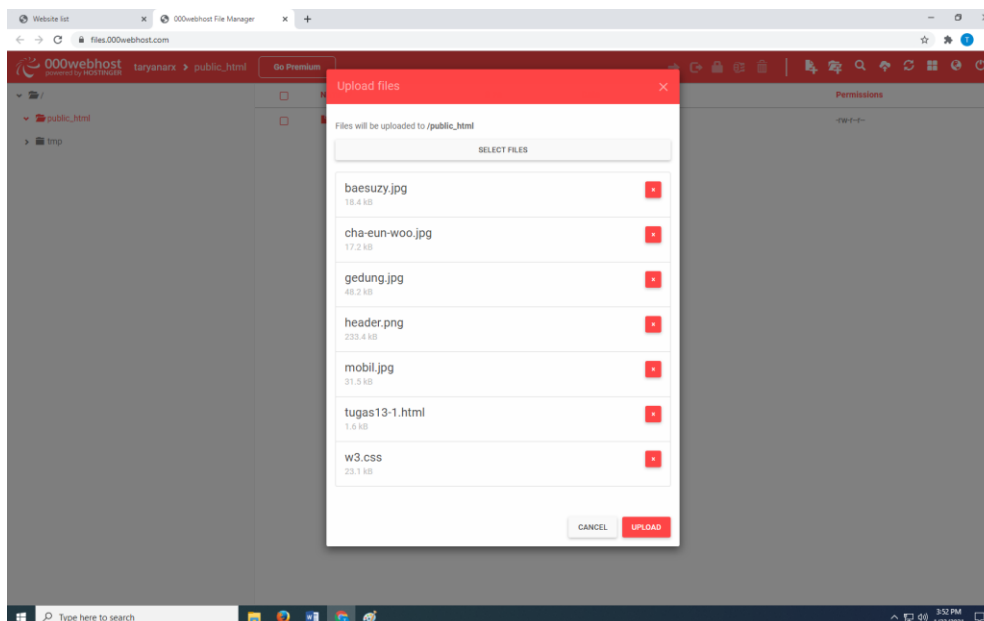 Website list
000webhost File Manager
files.000webhost.com
T
000webhost
powered by HOSTINGER
taryanarx > public_html
Go Premium
/
public_html
tmp
Permissions
-rw-r--r--
Upload files
Files will be uploaded to /public_html
SELECT FILES
baesuzy.jpg
18.4 kB
cha-eun-woo.jpg
17.2 kB
gedung.jpg
48.2 kB
header.png
233.4 kB
mobil.jpg
31.5 kB
tugas13-1.html
1.6 kB
w3.css
23.1 kB
CANCEL
UPLOAD
Type here to search
3:52 PM